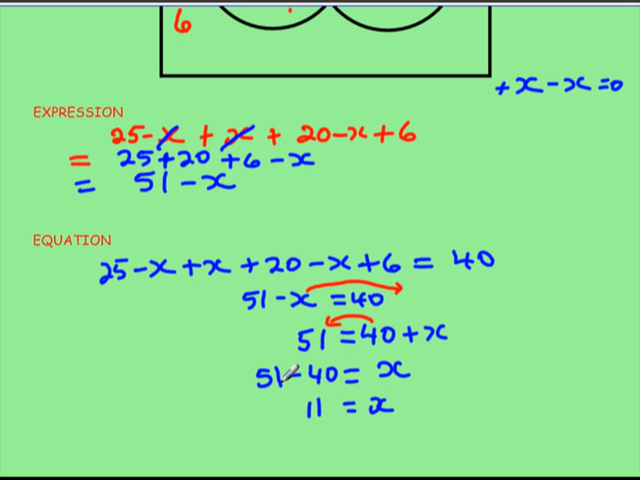 6
+x-x=0
EXPRESSION
25-x+x+20-x+6
= 25+20+6-x
= 51-x
EQUATION
25-x+x+20-x+6=40
51-x=40
51=40+x
51-40=x
11=x